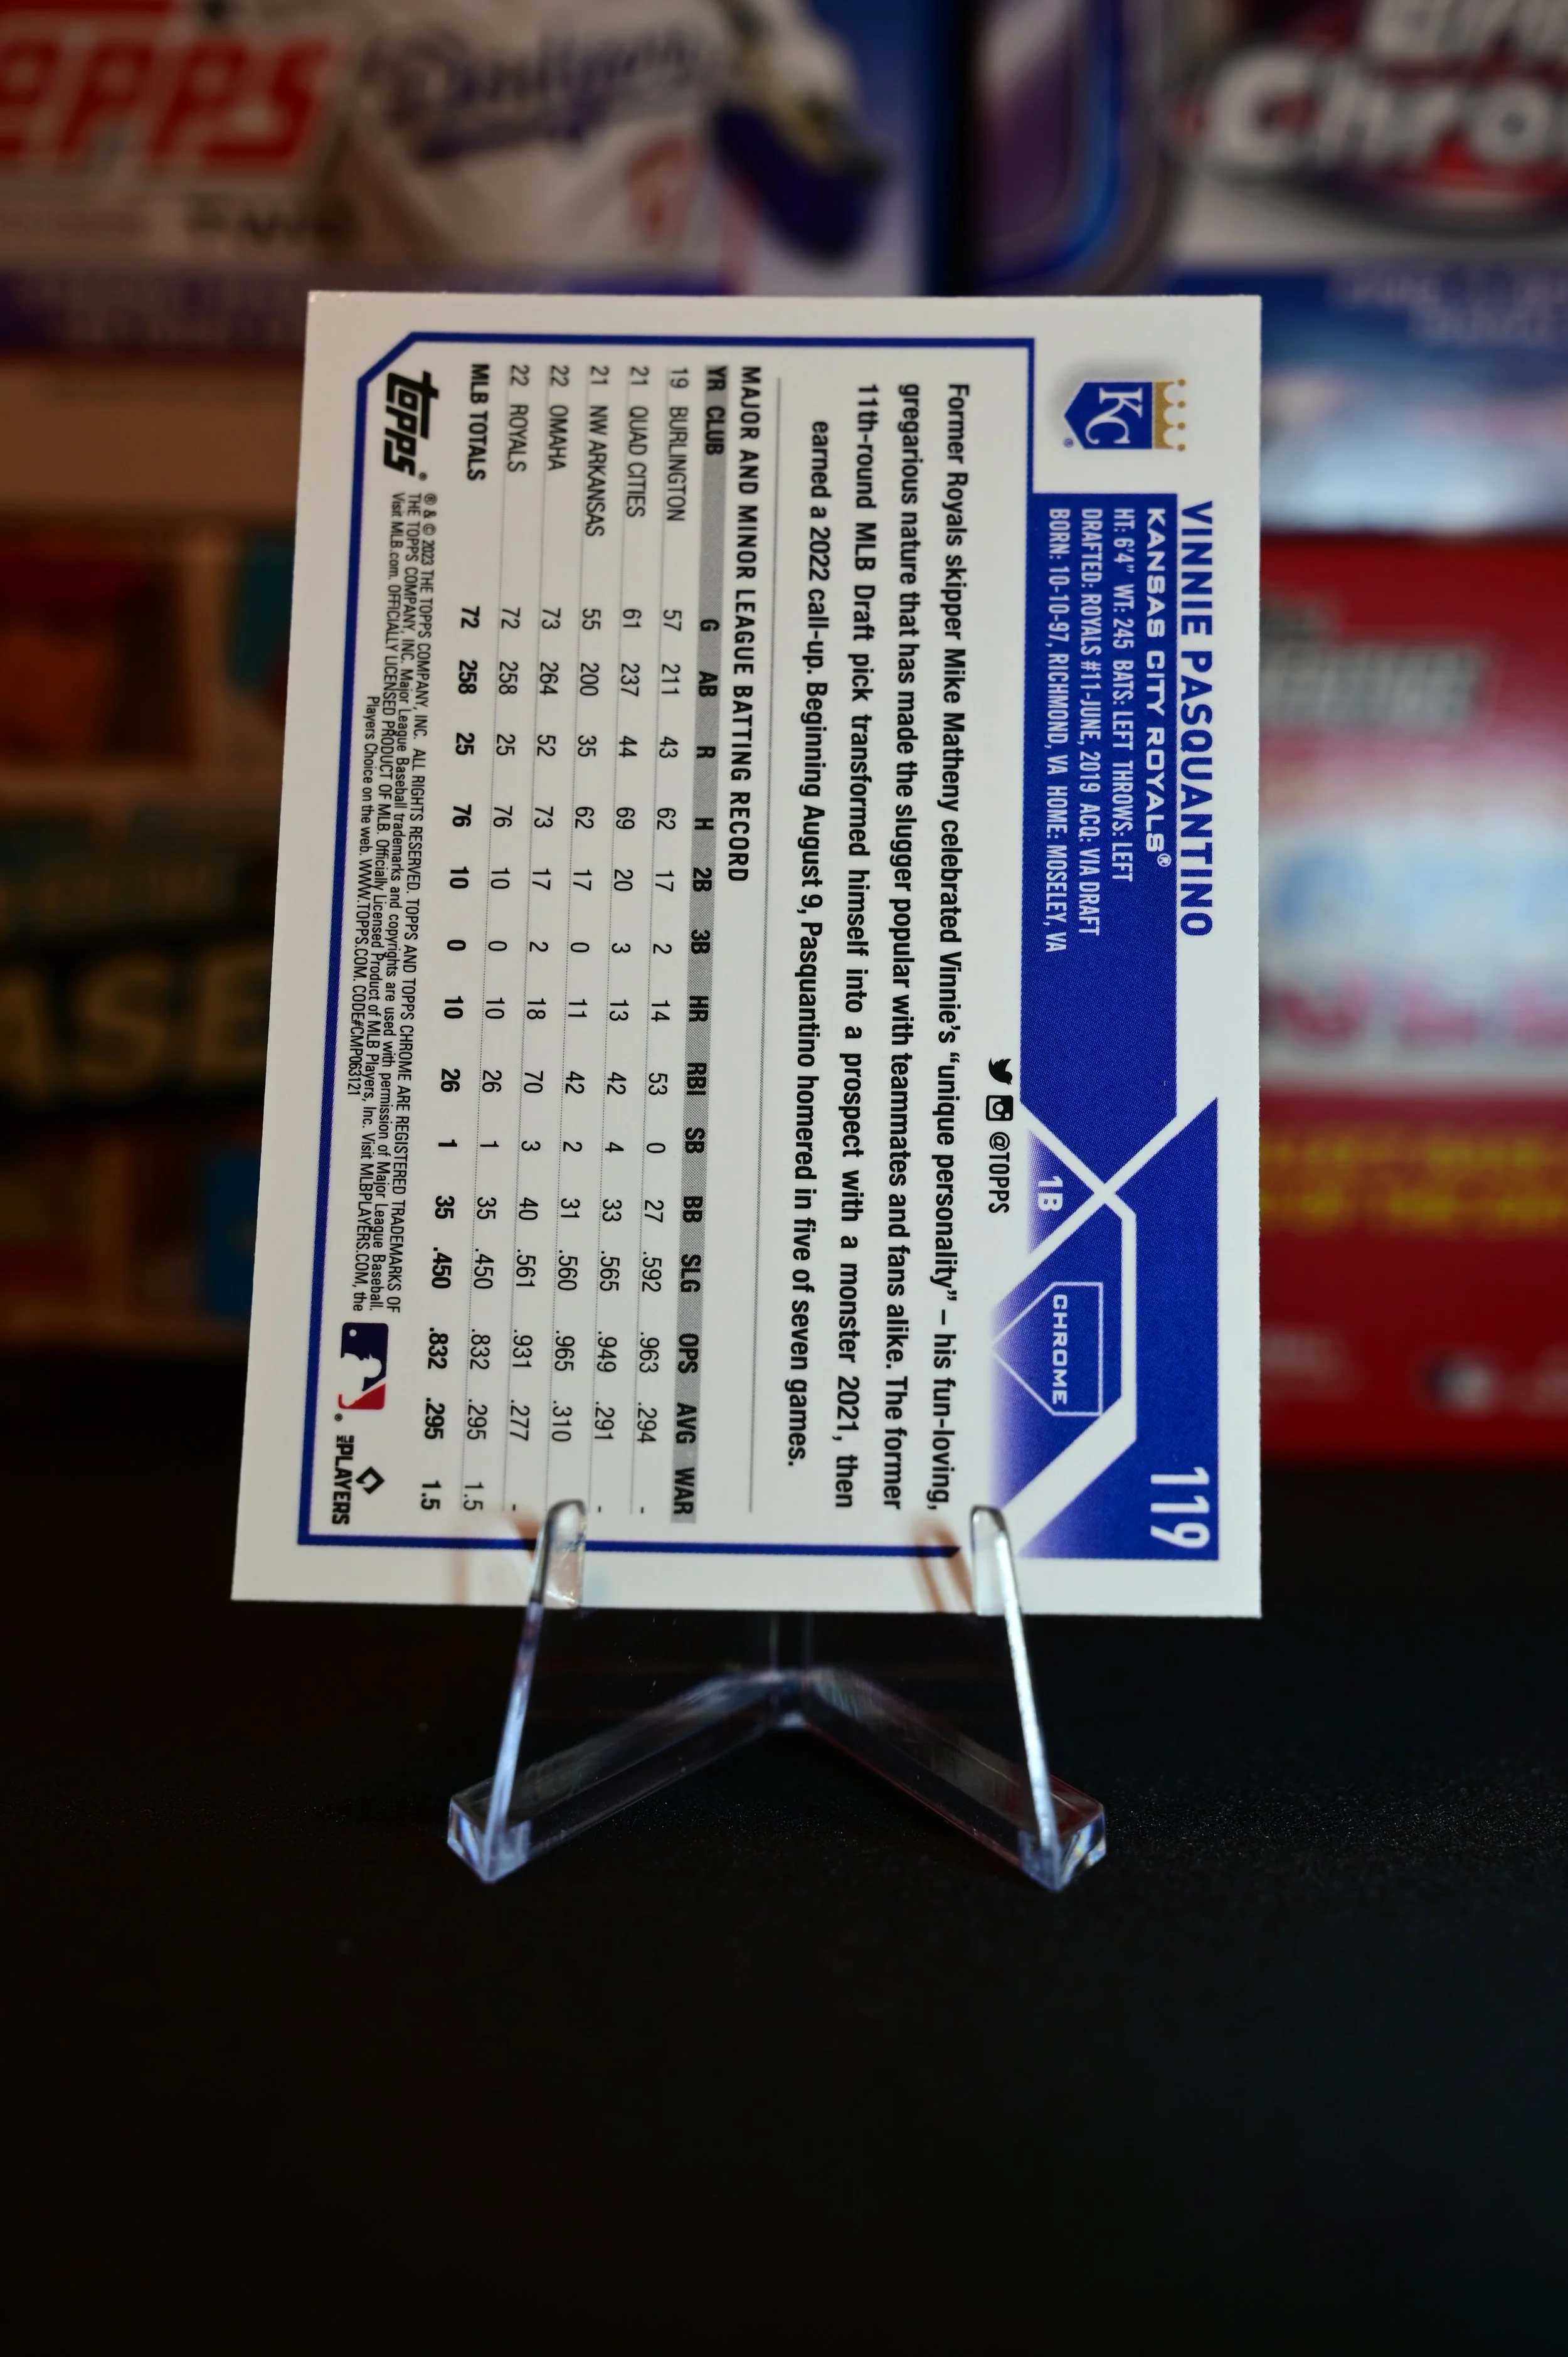 VINNIE PASQUANTINO
119
KC
KANSAS CITY ROYALS®
HT: 6'4" WT: 245 BATS: LEFT THROWS: LEFT
DRAFTED: ROYALS #11-JUNE, 2019 ACQ: VIA DRAFT
BORN: 10-10-97, RICHMOND, VA HOME: MOSELEY, VA
1B
CHROME
@TOPPS
Former Royals skipper Mike Matheny celebrated Vinnie's “unique personality” – his fun-loving,
gregarious nature that has made the slugger popular with teammates and fans alike. The former
11th-round MLB Draft pick transformed himself into a prospect with a monster 2021, then
earned a 2022 call-up. Beginning August 9, Pasquantino homered in five of seven games.
MAJOR AND MINOR LEAGUE BATTING RECORD
YR CLUB G AB R H 2B 3B HR RBI SB BB SLG OPS AVG WAR
19 BURLINGTON 57 211 43 62 17 2 14 53 0 27 .592 .963 .294 -
21 QUAD CITIES 61 237 44 69 20 3 13 42 4 33 .565 .949 .291 -
21 NW ARKANSAS 55 200 35 62 17 0 11 42 2 31 .560 .965 .310 -
22 OMAHA 73 264 52 73 17 2 18 70 3 40 .561 .931 .277 -
22 ROYALS 72 258 25 76 10 0 10 26 1 35 .450 .832 .295 1.5
MLB TOTALS 72 258 25 76 10 0 10 26 1 35 .450 .832 .295 1.5
topps®
® & © 2023 THE TOPPS COMPANY, INC. ALL RIGHTS RESERVED. TOPPS AND TOPPS CHROME ARE REGISTERED TRADEMARKS OF
THE TOPPS COMPANY, INC. Major League Baseball trademarks and copyrights are used with permission of Major League Baseball.
Visit MLB.com. OFFICIALLY LICENSED PRODUCT OF MLB. Officially Licensed Product of MLB Players, Inc. Visit MLBPLAYERS.COM, the
Players Choice on the web. WWW.TOPPS.COM. CODE#CMP063121
MLB PLAYERS
Dodgers
Chro